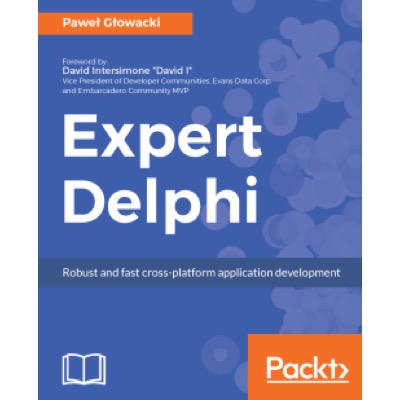 Paweł Głowacki
Foreword by:
David Intersimone "David I"
Vice President of Developer Communities, Evans Data Corp.
and Embarcadero Community MVP
Expert
Delphi
Robust and fast cross-platform application development
Packt>